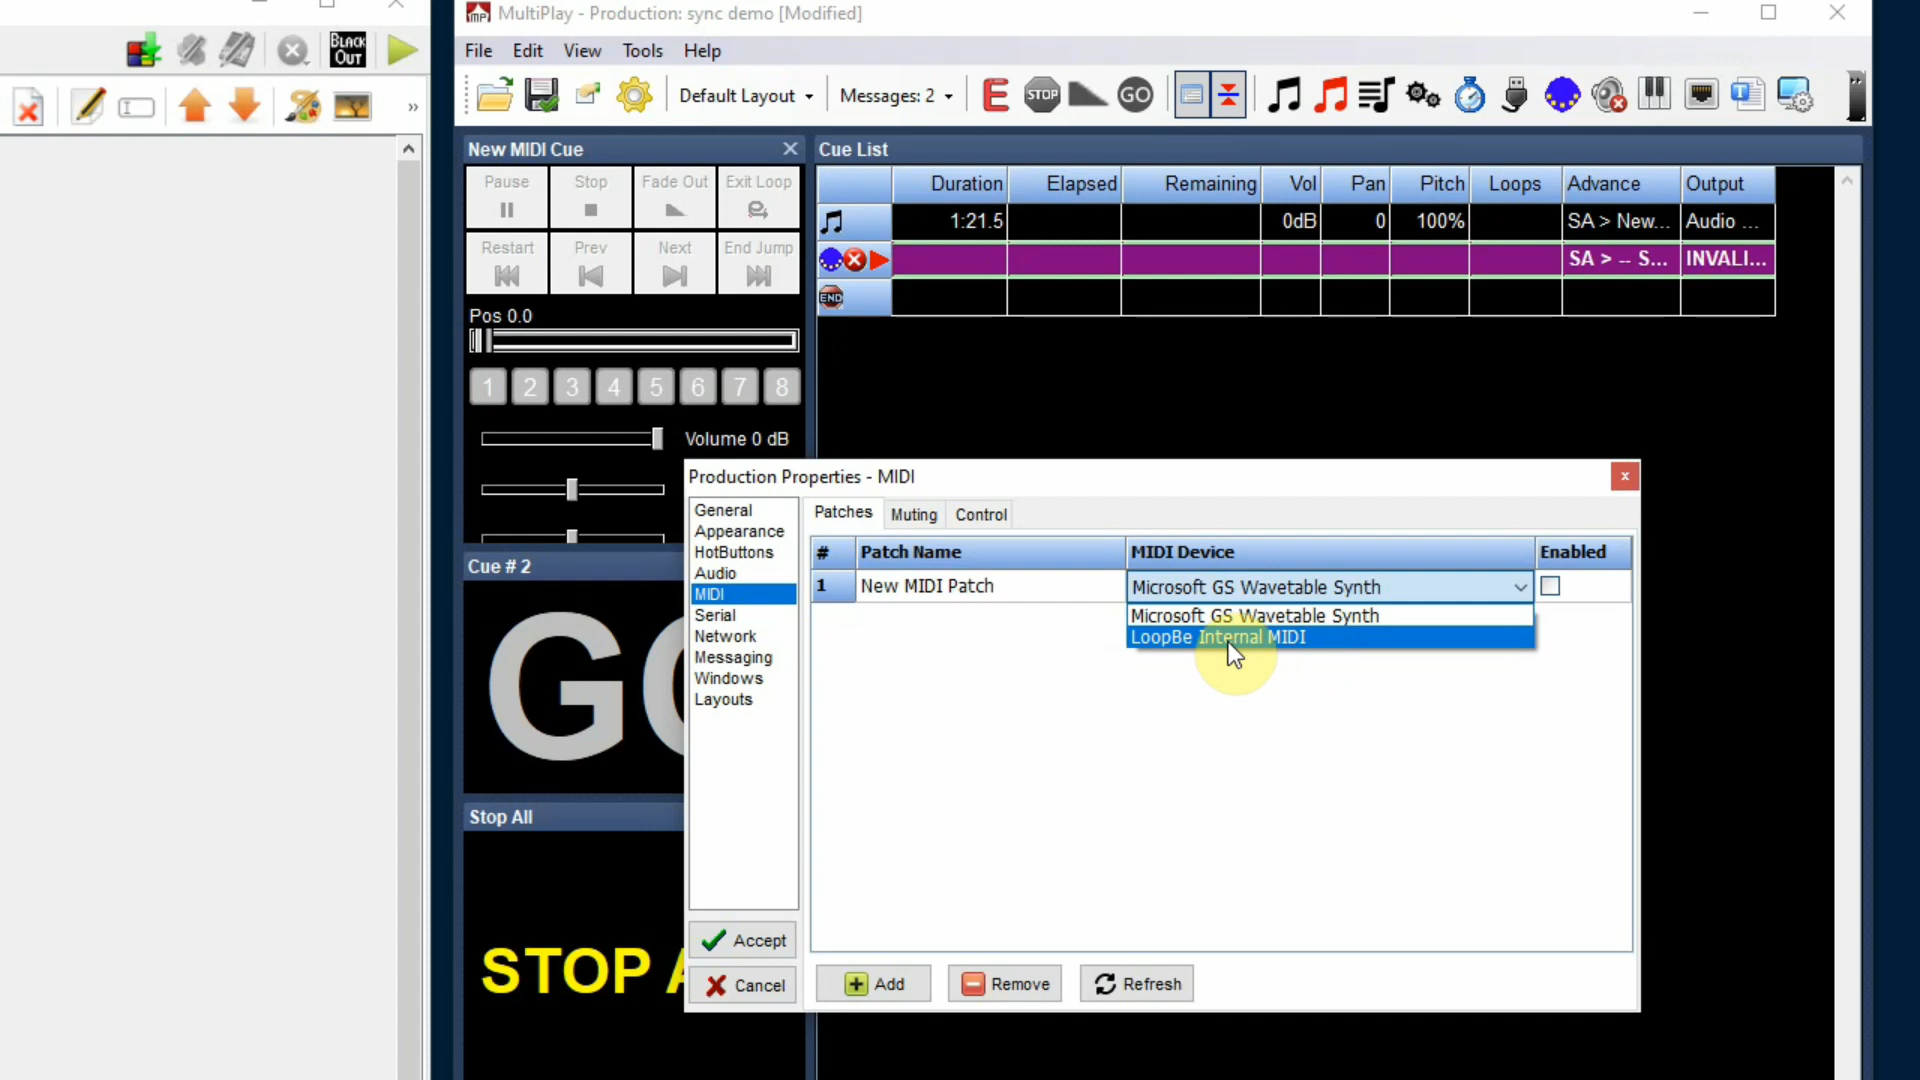 MultiPlay - Production: sync demo [Modified]
BLACK OUT
File Edit View Tools Help
Default Layout Messages: 2 E STOP GO
»
New MIDI Cue
Cue List
Pause Stop Fade Out Exit Loop
Restart Prev Next End Jump
Duration Elapsed Remaining Vol Pan Pitch Loops Advance Output
1:21.5 0dB 0 100% SA > New... Audio ...
SA > -- S... INVALI...
END
Pos 0.0
1 2 3 4 5 6 7 8
Volume 0 dB
Cue # 2
Stop All
STOP
Production Properties - MIDI
General
Appearance
HotButtons
Audio
MIDI
Serial
Network
Messaging
Windows
Layouts
Patches Muting Control
# Patch Name MIDI Device Enabled
1 New MIDI Patch Microsoft GS Wavetable Synth
Microsoft GS Wavetable Synth
LoopBe Internal MIDI
Accept
Cancel
Add Remove Refresh